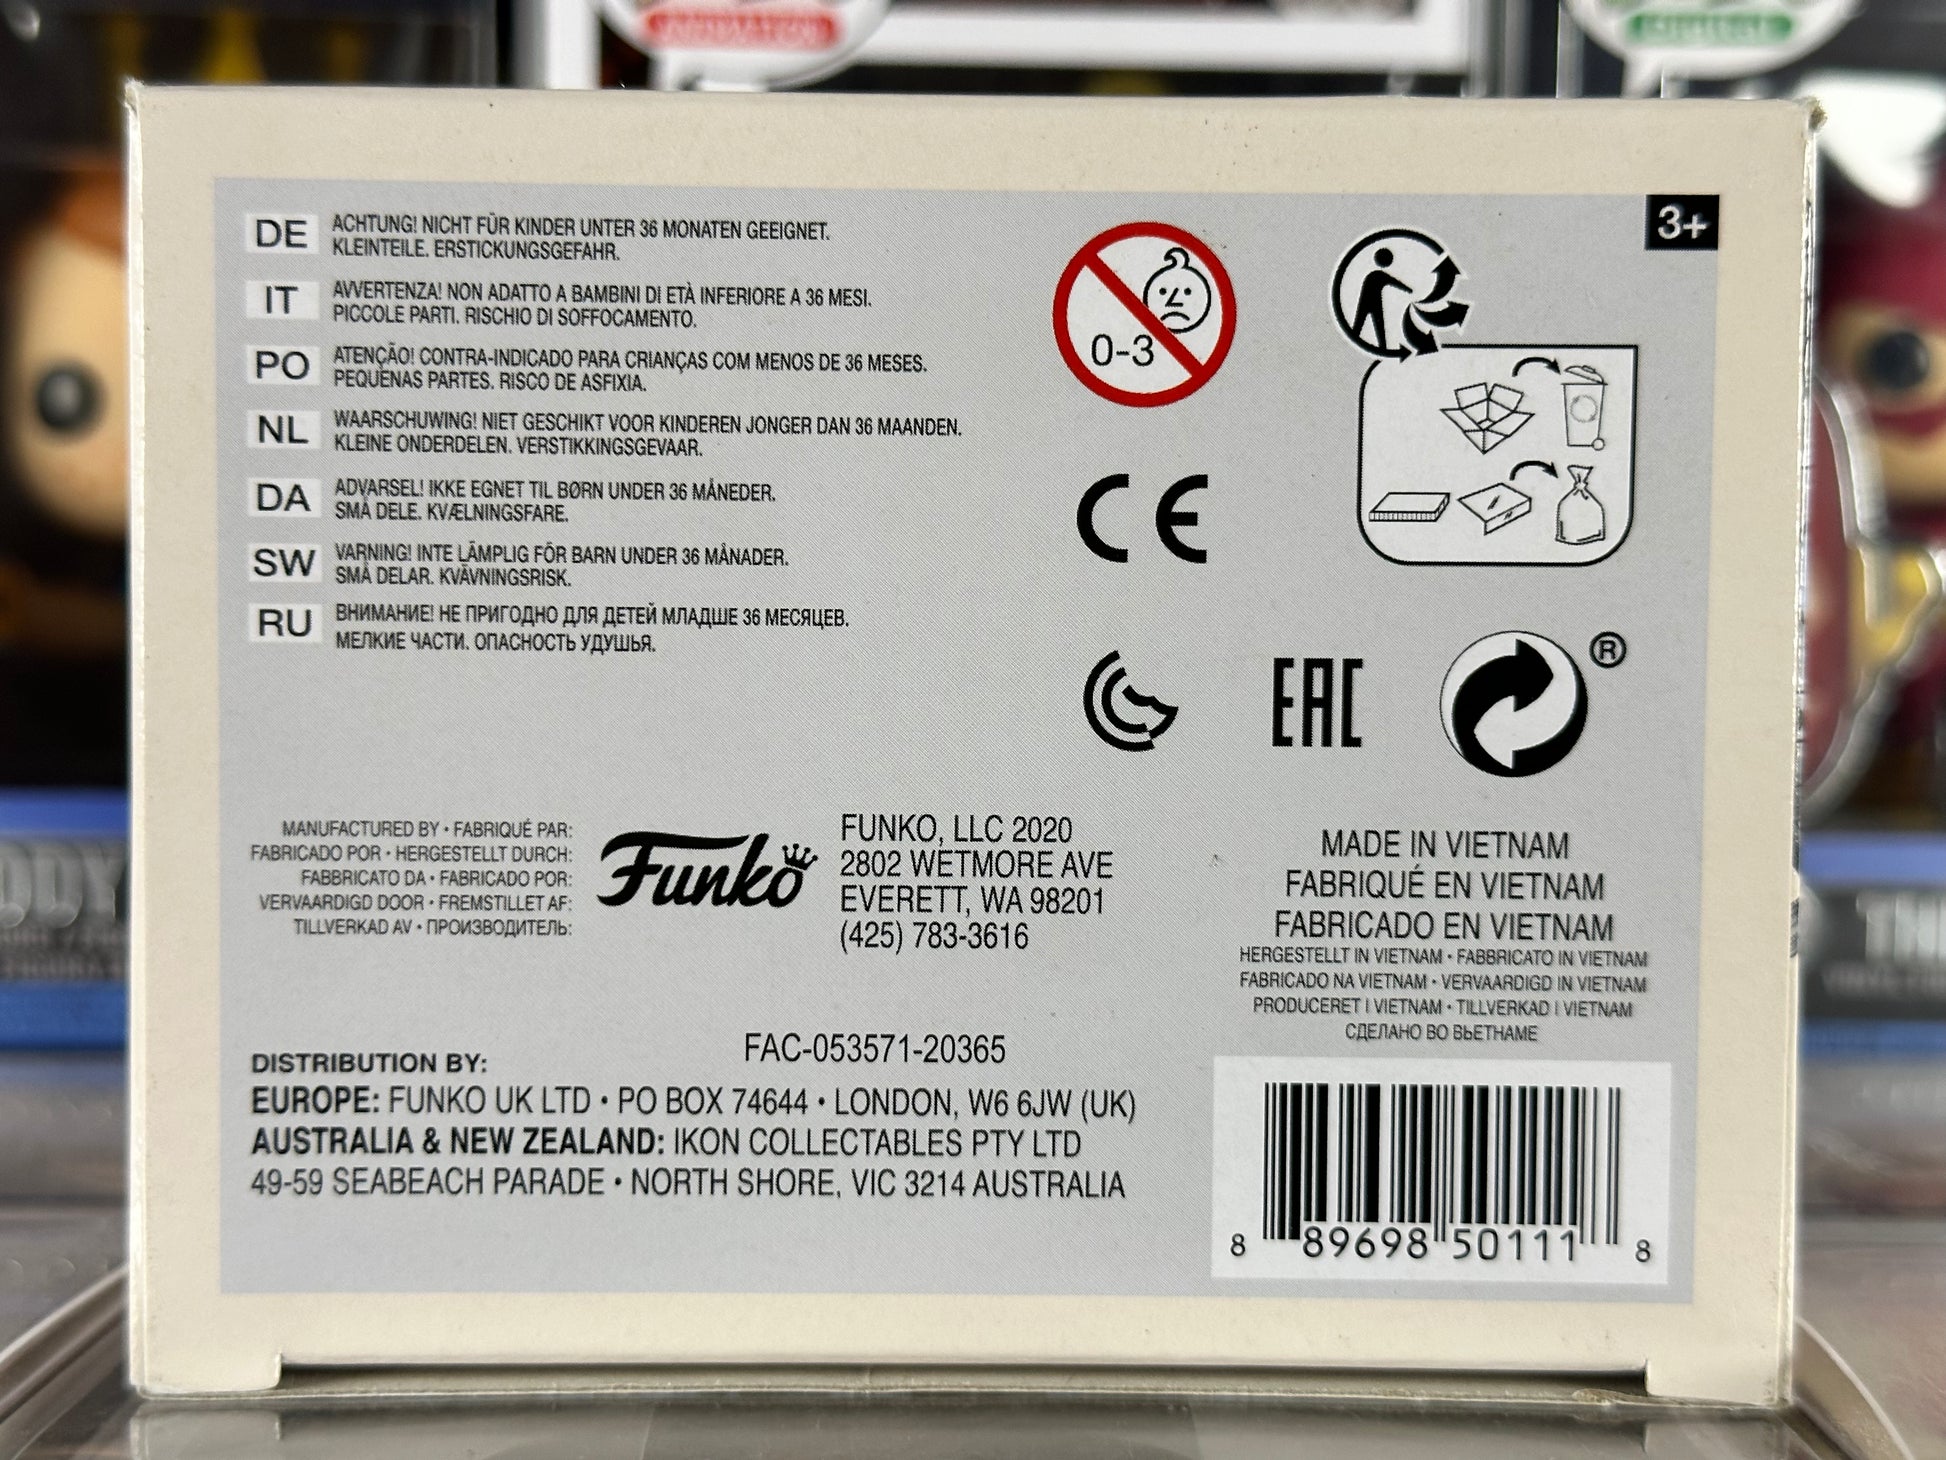 3+
DE ACHTUNG! NICHT FÜR KINDER UNTER 36 MONATEN GEEIGNET.
KLEINTEILE. ERSTICKUNGSGEFAHR.
IT AVVERTENZA! NON ADATTO A BAMBINI DI ETÀ INFERIORE A 36 MESI.
PICCOLE PARTI. RISCHIO DI SOFFOCAMENTO.
PO ATENÇÃO! CONTRA-INDICADO PARA CRIANÇAS COM MENOS DE 36 MESES.
PEQUENAS PARTES. RISCO DE ASFIXIA.
NL WAARSCHUWING! NIET GESCHIKT VOOR KINDEREN JONGER DAN 36 MAANDEN.
KLEINE ONDERDELEN. VERSTIKKINGSGEVAAR.
DA ADVARSEL! IKKE EGNET TIL BØRN UNDER 36 MÅNEDER.
SMÅ DELE. KVÆLNINGSFARE.
SW VARNING! INTE LÄMPLIG FÖR BARN UNDER 36 MÅNADER.
SMÅ DELAR. KVÄVNINGSRISK.
RU ВНИМАНИЕ! НЕ ПРИГОДНО ДЛЯ ДЕТЕЙ МЛАДШЕ 36 МЕСЯЦЕВ.
МЕЛКИЕ ЧАСТИ. ОПАСНОСТЬ УДУШЬЯ.
0-3
CE
EAC
®
MANUFACTURED BY • FABRIQUÉ PAR:
FABRICADO POR • HERGESTELLT DURCH:
FABBRICATO DA • FABRICADO POR:
VERVAARDIGD DOOR • FREMSTILLET AF:
TILLVERKAD AV • ПРОИЗВОДИТЕЛЬ:
Funko
FUNKO, LLC 2020
2802 WETMORE AVE
EVERETT, WA 98201
(425) 783-3616
MADE IN VIETNAM
FABRIQUÉ EN VIETNAM
FABRICADO EN VIETNAM
HERGESTELLT IN VIETNAM • FABBRICATO IN VIETNAM
FABRICADO NA VIETNAM • VERVAARDIGD IN VIETNAM
PRODUCERET I VIETNAM • TILLVERKAD I VIETNAM
СДЕЛАНО ВО ВЬЕТНАМЕ
FAC-053571-20365
DISTRIBUTION BY:
EUROPE: FUNKO UK LTD • PO BOX 74644 • LONDON, W6 6JW (UK)
AUSTRALIA & NEW ZEALAND: IKON COLLECTABLES PTY LTD
49-59 SEABEACH PARADE • NORTH SHORE, VIC 3214 AUSTRALIA
8 89698 50111 8